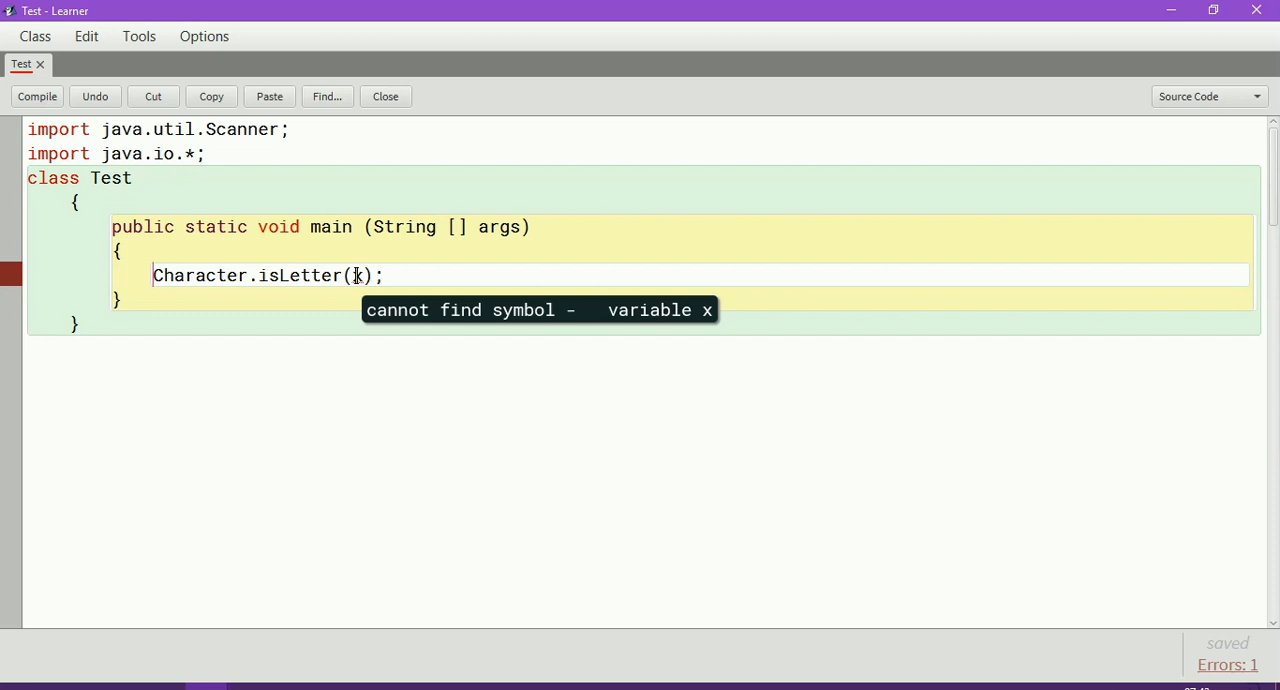 Test - Learner
Class Edit Tools Options
Test
Compile Undo Cut Copy Paste Find... Close Source Code
import java.util.Scanner;
import java.io.*;
class Test
{
public static void main (String [] args)
{
Character.isLetter(x);
}
cannot find symbol - variable x
}
saved
Errors: 1